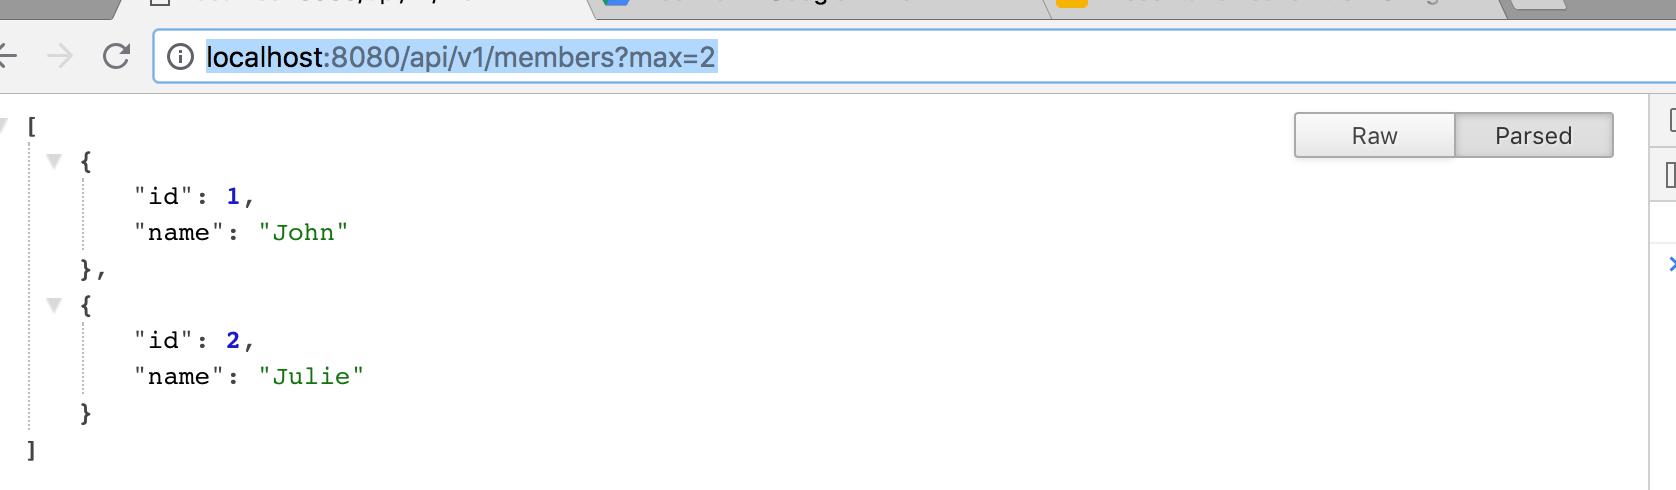 localhost:8080/api/v1/members?max=2
Raw Parsed
[
{
"id": 1,
"name": "John"
},
{
"id": 2,
"name": "Julie"
}
]